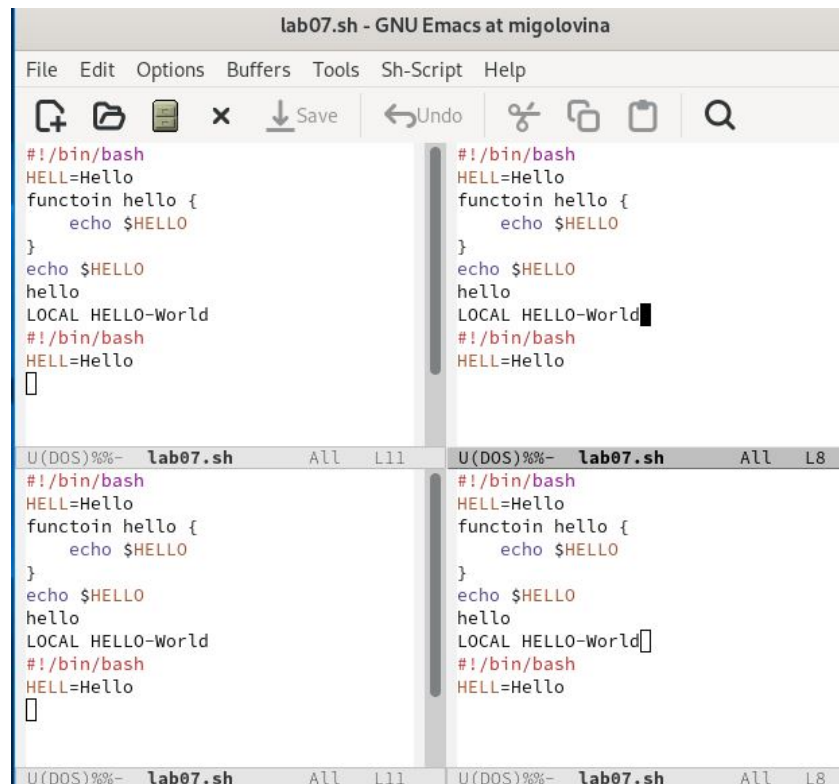 lab07.sh - GNU Emacs at migolovina
File Edit Options Buffers Tools Sh-Script Help
Save Undo
#!/bin/bash
HELL=Hello
functoin hello {
    echo $HELLO
}
echo $HELLO
hello
LOCAL HELLO-World
#!/bin/bash
HELL=Hello
U(DOS)%%- lab07.sh All L11
#!/bin/bash
HELL=Hello
functoin hello {
    echo $HELLO
}
echo $HELLO
hello
LOCAL HELLO-World
#!/bin/bash
HELL=Hello
U(DOS)%%- lab07.sh All L8
#!/bin/bash
HELL=Hello
functoin hello {
    echo $HELLO
}
echo $HELLO
hello
LOCAL HELLO-World
#!/bin/bash
HELL=Hello
U(DOS)%%- lab07.sh All L11
#!/bin/bash
HELL=Hello
functoin hello {
    echo $HELLO
}
echo $HELLO
hello
LOCAL HELLO-World
#!/bin/bash
HELL=Hello
U(DOS)%%- lab07.sh All L8